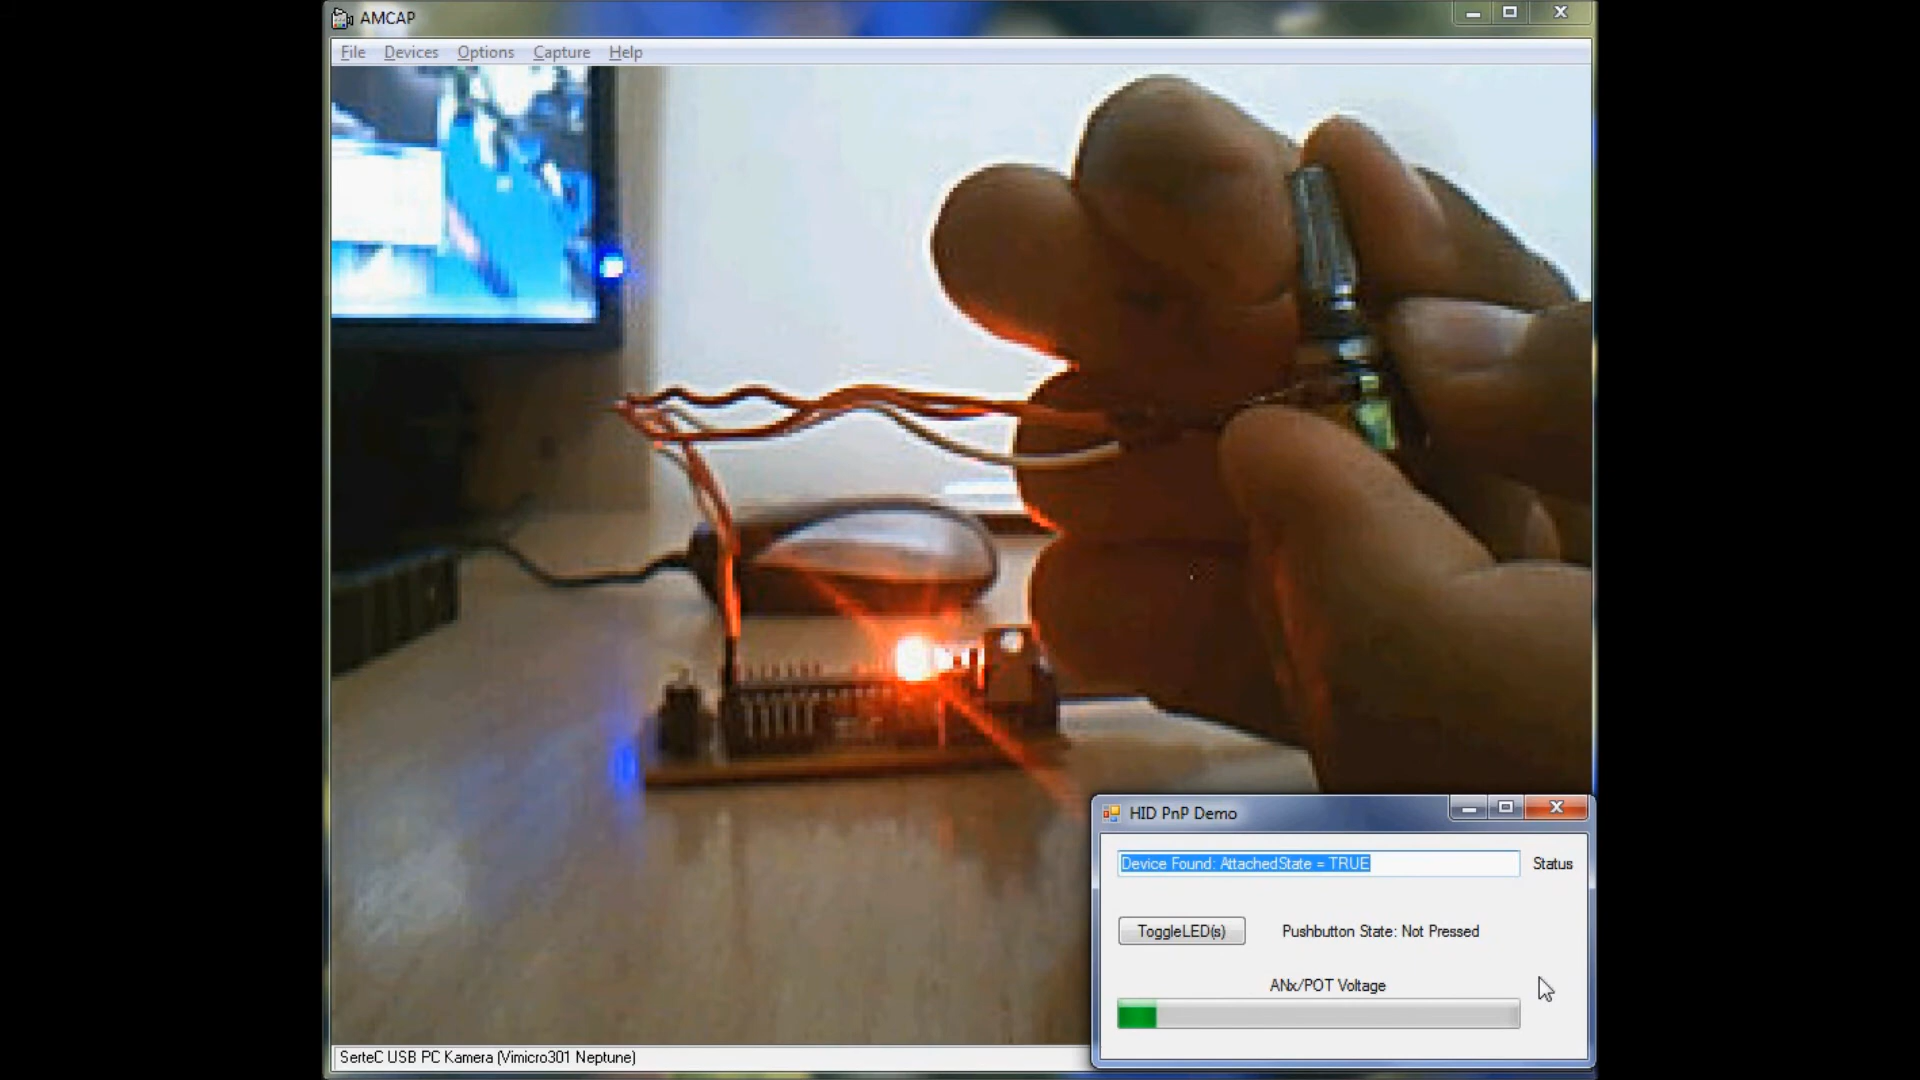 AMCAP
File Devices Options Capture Help
HID PnP Demo
Device Found: AttachedState = TRUE
Status
ToggleLED(s)
Pushbutton State: Not Pressed
ANx/POT Voltage
SerteC USB PC Kamera (Vimicro301 Neptune)